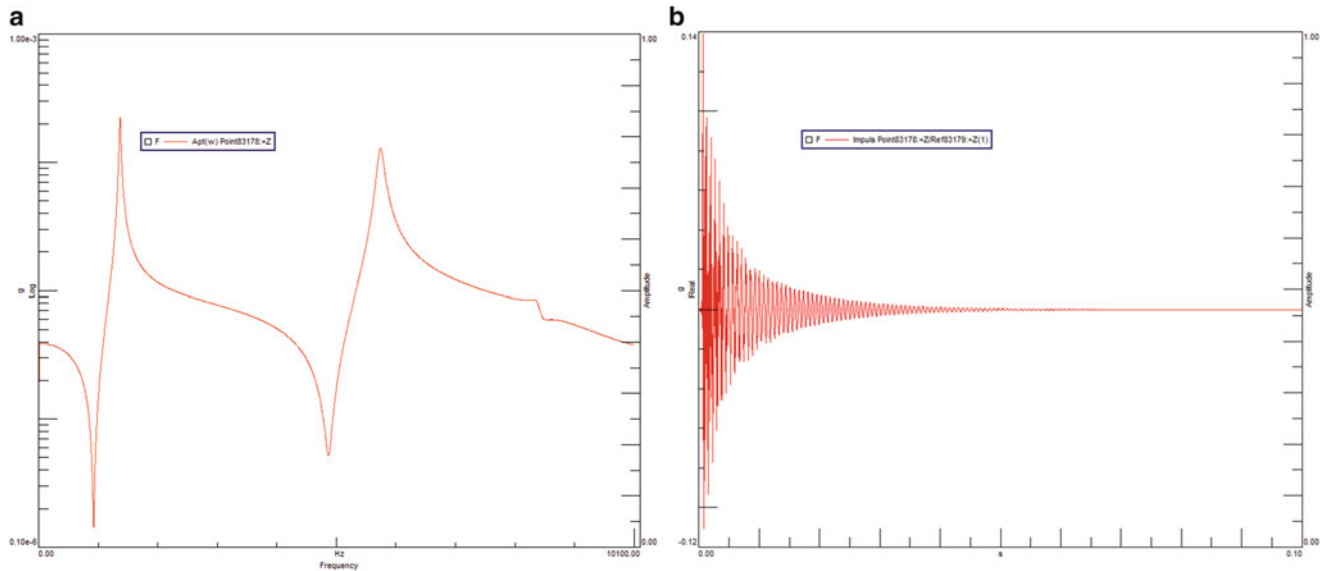 a
1.00e-3
1.00
F Apt(w) Point83178:+Z
g
Log
Amplitude
0.10e-6
0.00
0.00
Hz
10100.00
Frequency
b
0.14
1.00
F Impuls Point83178:+Z/Ref83179:+Z(1)
g
Real
Amplitude
-0.12
0.00
0.00
s
0.10